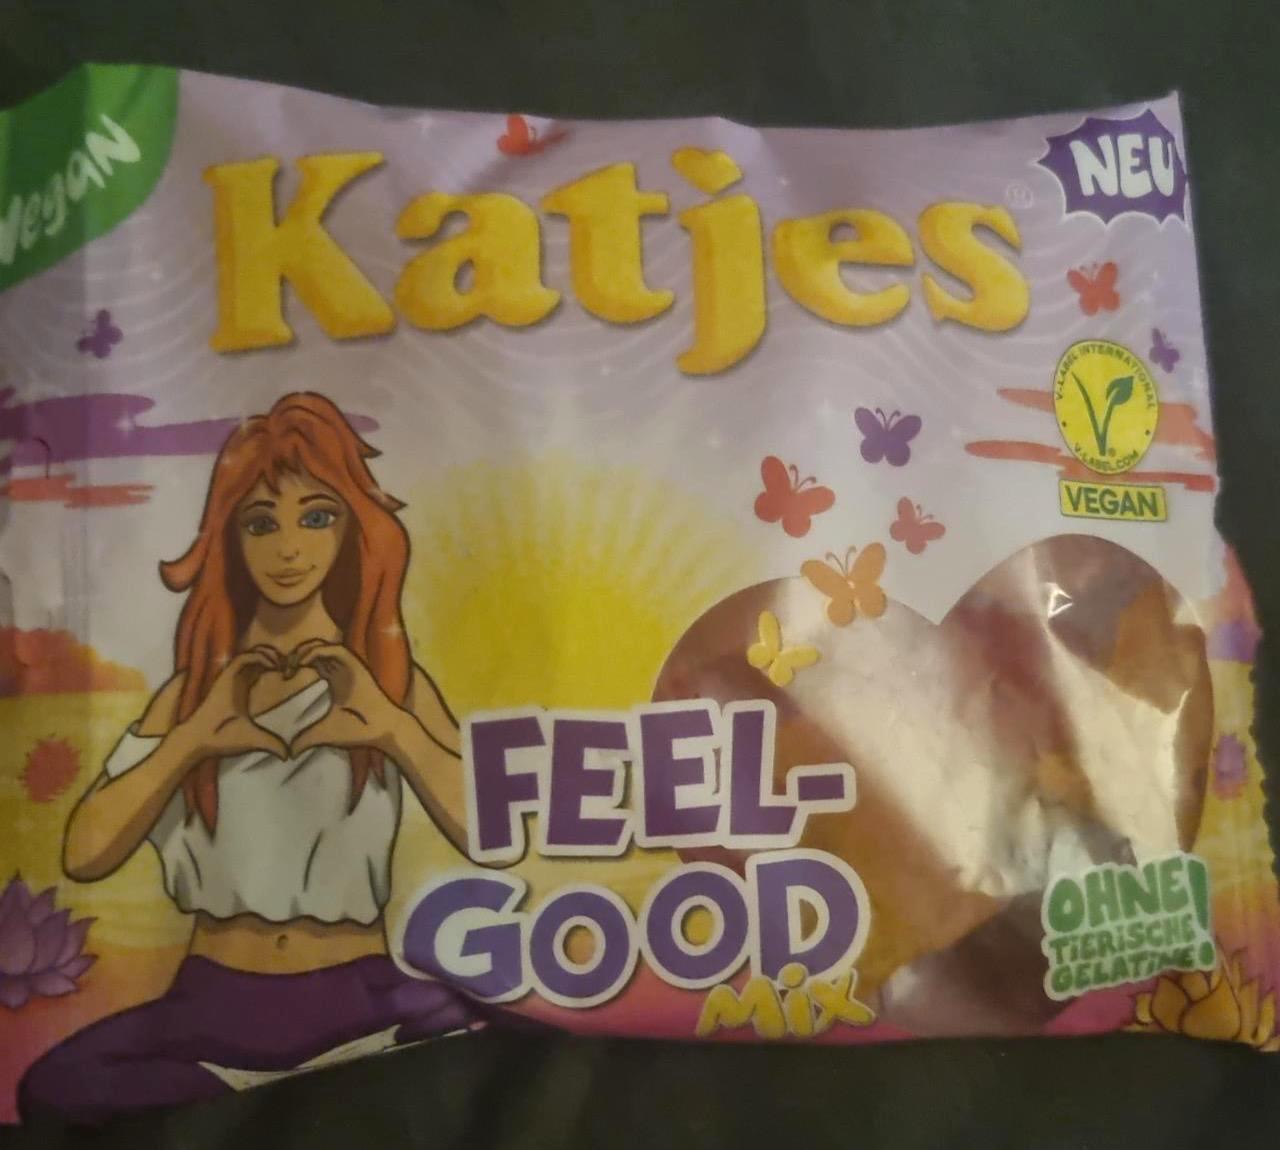 Vegan
Katjes®
NEU
V-LABEL INTERNATIONAL
V-LABEL.COM
VEGAN
FEEL-
GOOD
Mix
OHNE
TIERISCHE
GELATINE!